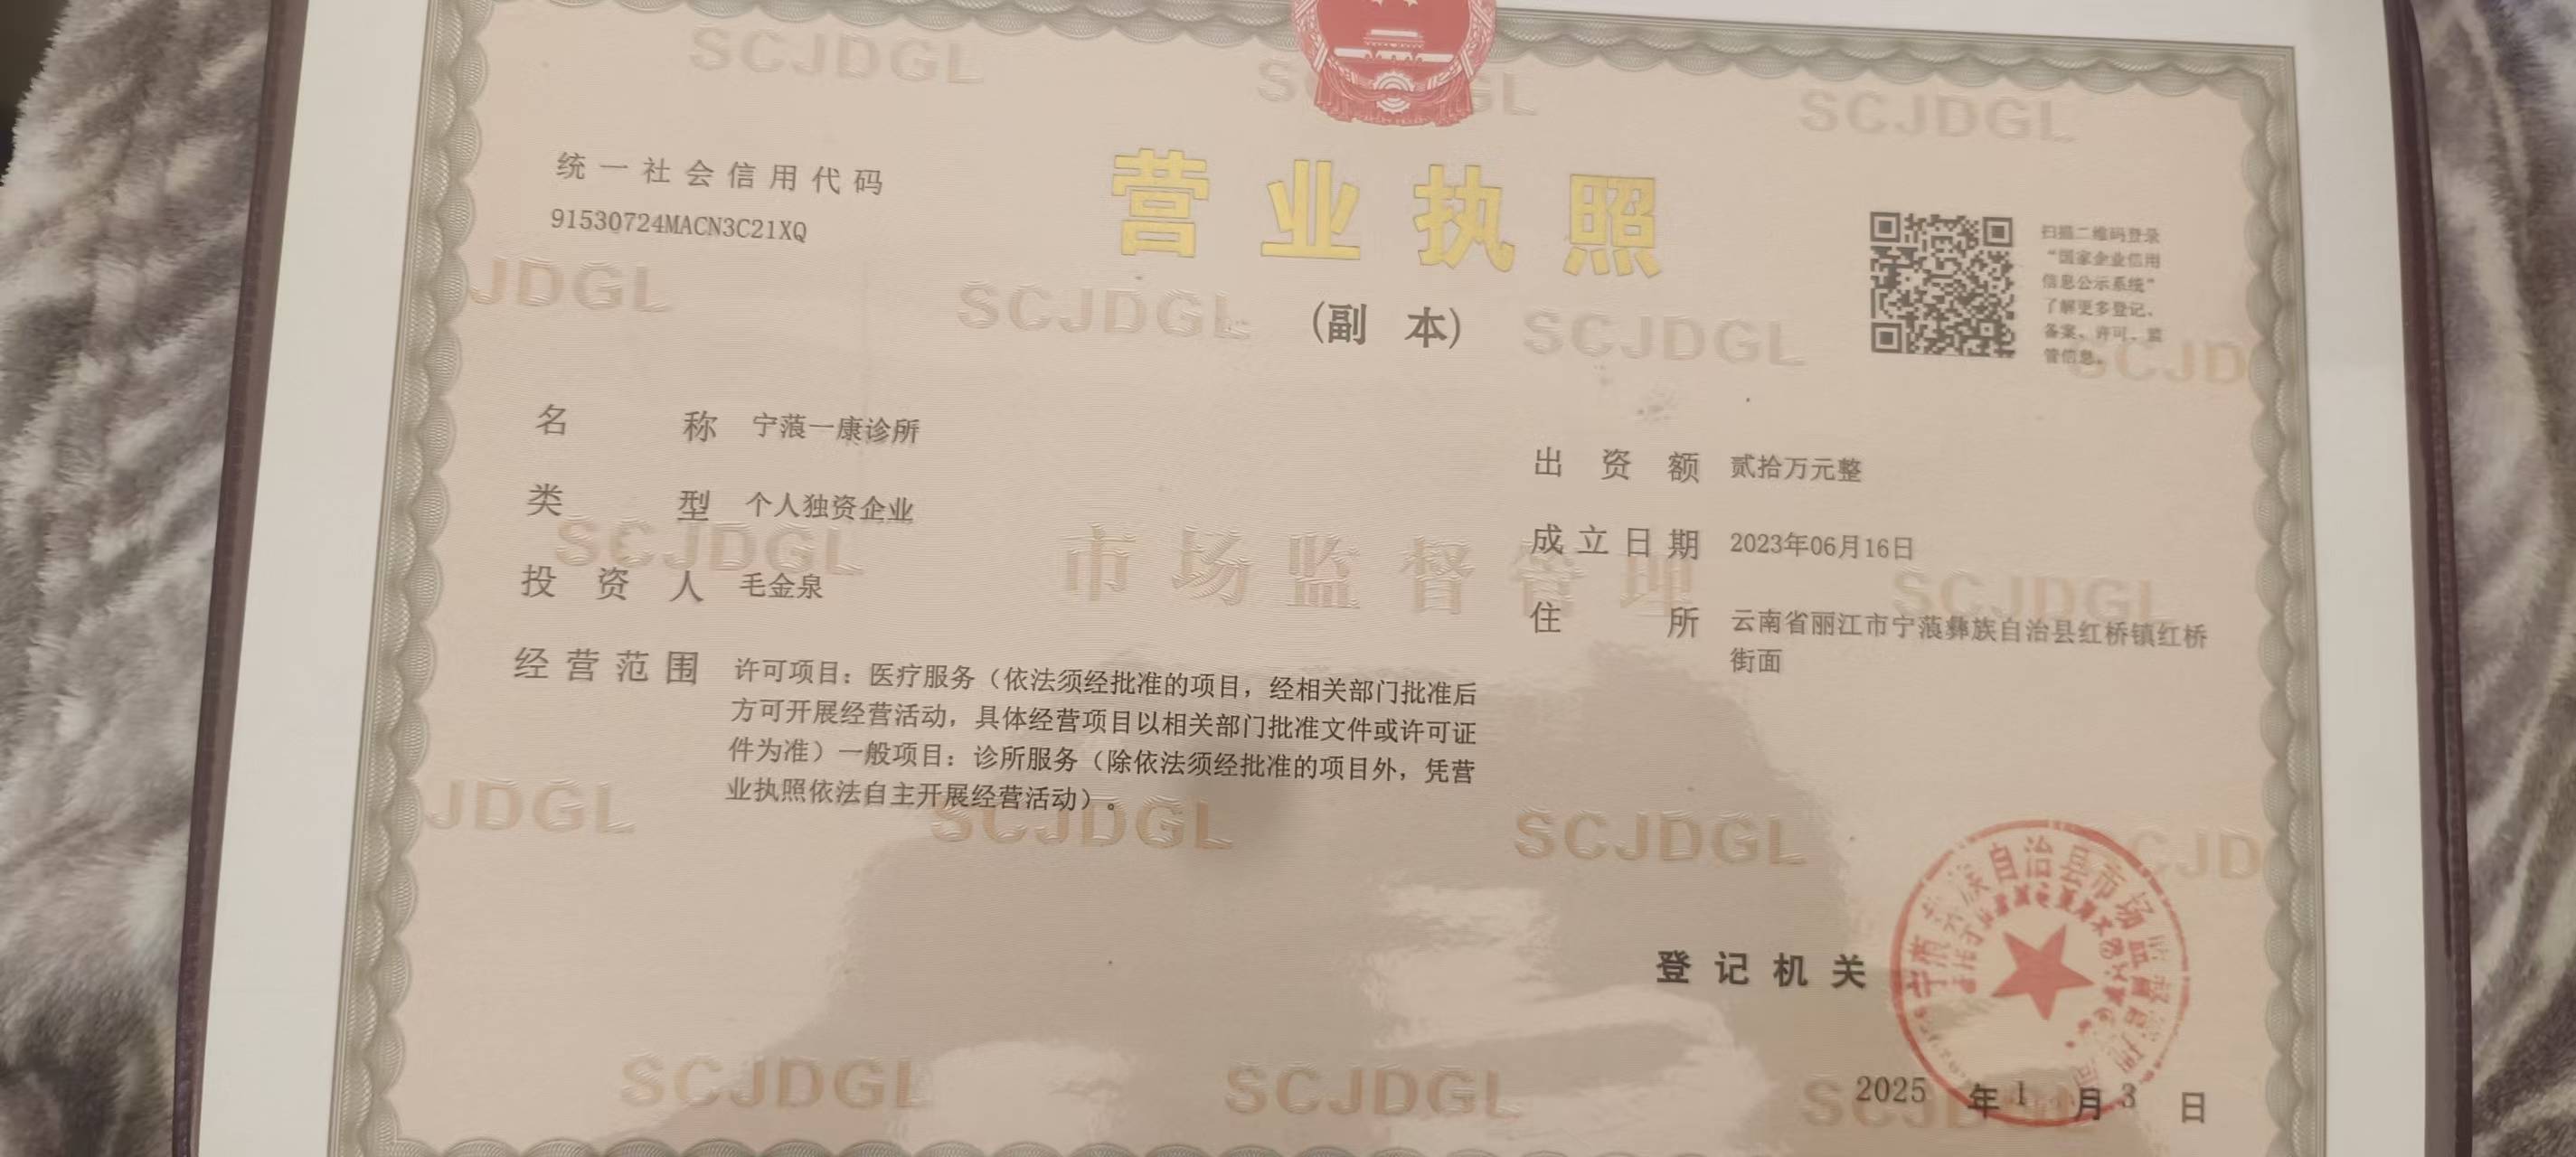 统一社会信用代码
91530724MACN3C21XQ
营业执照
(副 本)
扫描二维码登录
“国家企业信用
信息公示系统”
了解更多登记、
备案、许可、监
管信息。
名 称 宁蒗一康诊所
类 型 个人独资企业
投 资 人 毛金泉
经营范围 许可项目：医疗服务（依法须经批准的项目，经相关部门批准后
方可开展经营活动，具体经营项目以相关部门批准文件或许可证
件为准）一般项目：诊所服务（除依法须经批准的项目外，凭营
业执照依法自主开展经营活动）。
出 资 额 贰拾万元整
成立日期 2023年06月16日
住 所 云南省丽江市宁蒗彝族自治县红桥镇红桥
街面
市场监督管理
登记机关
2025 年 1 月 3 日
SCJDGL
SCJDGL
SCJDGL
JDGL
SCJDGL
SCJDGL
SCJD
SCJDGL
SCJDGL
JDGL
SCJDGL
SCJDGL
CJD
SCJDGL
SCJDGL